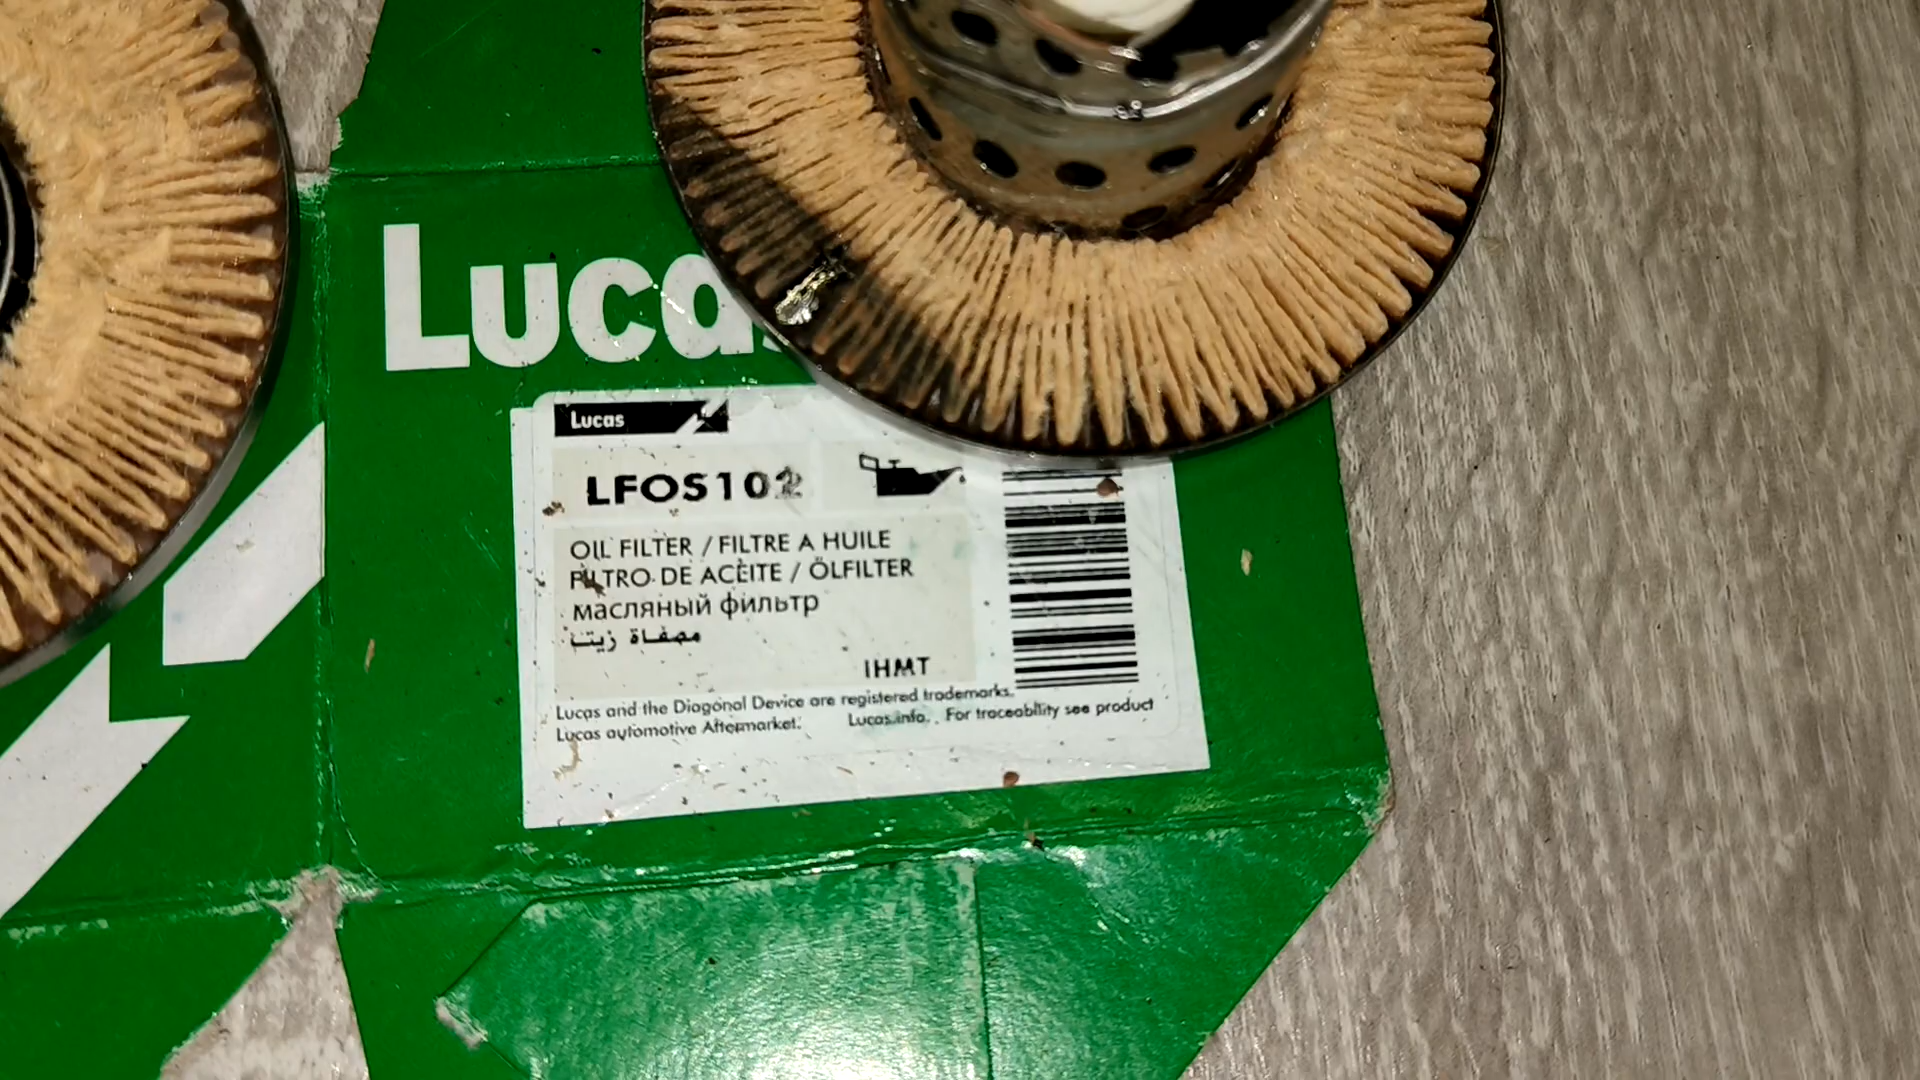 Lucas
Lucas
LFOS102
OIL FILTER / FILTRE A HUILE
FILTRO DE ACEITE / ÖLFILTER
масляный фильтр
مصفاة زيت
IHMT
Lucas and the Diagonal Device are registered trademarks.
Lucas automotive Aftermarket. Lucas.info. For traceability see product